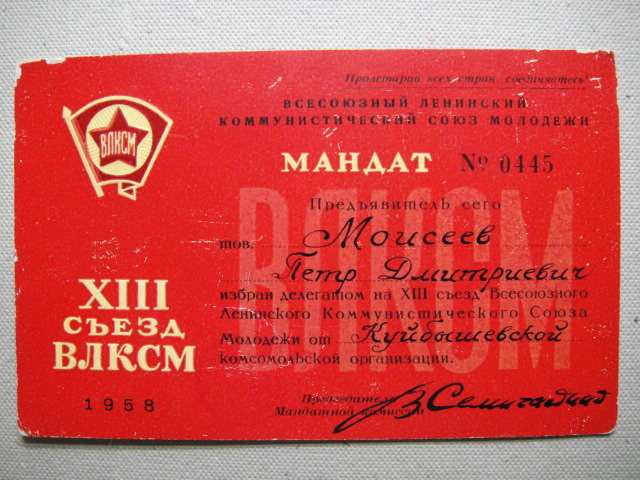 Пролетарии всех стран, соединяйтесь!
ВСЕСОЮЗНЫЙ ЛЕНИНСКИЙ
КОММУНИСТИЧЕСКИЙ СОЮЗ МОЛОДЕЖИ
ВЛКСМ
МАНДАТ № 0445
Предъявитель сего
тов. Моисеев
Петр Дмитриевич
избран делегатом на XIII съезд Всесоюзного
Ленинского Коммунистического Союза
Молодежи от Куйбышевской
комсомольской организации.
ВЛКСМ
XIII
СЪЕЗД
ВЛКСМ
1958
Председатель
Мандатной комиссии